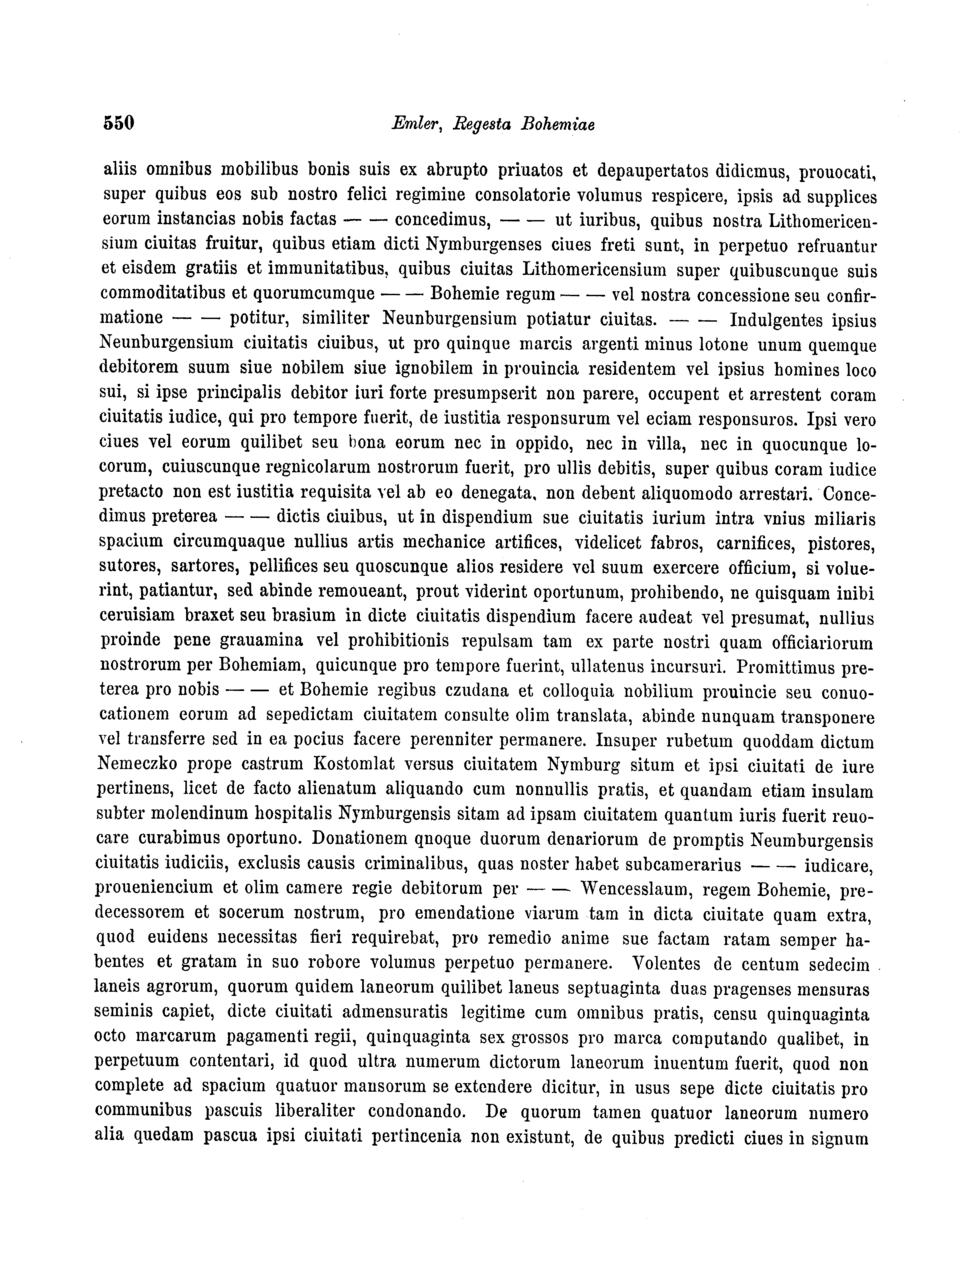 550
Emler, Regesta Bohemiae
aliis omnibus mobilibus bonis suis ex abrupto priuatos et depaupertatos didicmus, prouocati,
super quibus eos sub nostro felici regimine consolatorie volumus respicere, ipsis ad supplices
eorum instancias nobis factas — — concedimus, — — ut iuribus, quibus nostra Lithomericen-
sium ciuitas fruitur, quibus etiam dicti Nymburgenses ciues freti sunt, in perpetuo refruantur
et eisdem gratiis et immunitatibus, quibus ciuitas Lithomericensium super quibuscunque suis
commoditatibus et quorumcumque — — Bohemie regum — — vel nostra concessione seu confir-
matione — — potitur, similiter Neunburgensium potiatur ciuitas. — — Indulgentes ipsius
Neunburgensium ciuitatis ciuibus, ut pro quinque marcis argenti minus lotone unum quemque
debitorem suum siue nobilem siue ignobilem in prouincia residentem vel ipsius homines loco
sui, si ipse principalis debitor iuri forte presumpserit non parere, occupent et arrestent coram
ciuitatis iudice, qui pro tempore fuerit, de iustitia responsurum vel eciam responsuros. Ipsi vero
ciues vel eorum quilibet seu bona eorum nec in oppido, nec in villa, nec in quocunque lo-
corum, cuiuscunque regnicolarum nostrorum fuerit, pro ullis debitis, super quibus coram iudice
pretacto non est iustitia requisita vel ab eo denegata, non debent aliquomodo arrestari. Conce-
dimus preterea — — dictis ciuibus, ut in dispendium sue ciuitatis iurium intra vnius miliaris
spacium circumquaque nullius artis mechanice artifices, videlicet fabros, carnifices, pistores,
sutores, sartores, pellifices seu quoscunque alios residere vel suum exercere officium, si volue-
rint, patiantur, sed abinde remoueant, prout viderint oportunum, prohibendo, ne quisquam inibi
ceruisiam braxet seu brasium in dicte ciuitatis dispendium facere audeat vel presumat, nullius
proinde pene grauamina vel prohibitionis repulsam tam ex parte nostri quam officiariorum
nostrorum per Bohemiam, quicunque pro tempore fuerint, ullatenus incursuri. Promittimus pre-
terea pro nobis — — et Bohemie regibus czudana et colloquia nobilium prouincie seu conuo-
cationem eorum ad sepedictam ciuitatem consulte olim translata, abinde nunquam transponere
vel transferre sed in ea pocius facere perenniter permanere. Insuper rubetum quoddam dictum
Nemeczko prope castrum Kostomlat versus ciuitatem Nymburg situm et ipsi ciuitati de iure
pertinens, licet de facto alienatum aliquando cum nonnullis pratis, et quandam etiam insulam
subter molendinum hospitalis Nymburgensis sitam ad ipsam ciuitatem quantum iuris fuerit reuo-
care curabimus oportuno. Donationem qnoque duorum denariorum de promptis Neumburgensis
ciuitatis iudiciis, exclusis causis criminalibus, quas noster habet subcamerarius — — iudicare,
proueniencium et olim camere regie debitorum per — — Wencesslaum, regem Bohemie, pre-
decessorem et socerum nostrum, pro emendatione viarum tam in dicta ciuitate quam extra,
quod euidens necessitas fieri requirebat, pro remedio anime sue factam ratam semper ha-
bentes et gratam in suo robore volumus perpetuo permanere. Volentes de centum sedecim
laneis agrorum, quorum quidem laneorum quilibet laneus septuaginta duas pragenses mensuras
seminis capiet, dicte ciuitati admensuratis legitime cum omnibus pratis, censu quinquaginta
octo marcarum pagamenti regii, quinquaginta sex grossos pro marca computando qualibet, in
perpetuum contentari, id quod ultra numerum dictorum laneorum inuentum fuerit, quod non
complete ad spacium quatuor mansorum se extendere dicitur, in usus sepe dicte ciuitatis pro
communibus pascuis liberaliter condonando. De quorum tamen quatuor laneorum numero
alia quedam pascua ipsi ciuitati pertincenia non existunt, de quibus predicti ciues in signum